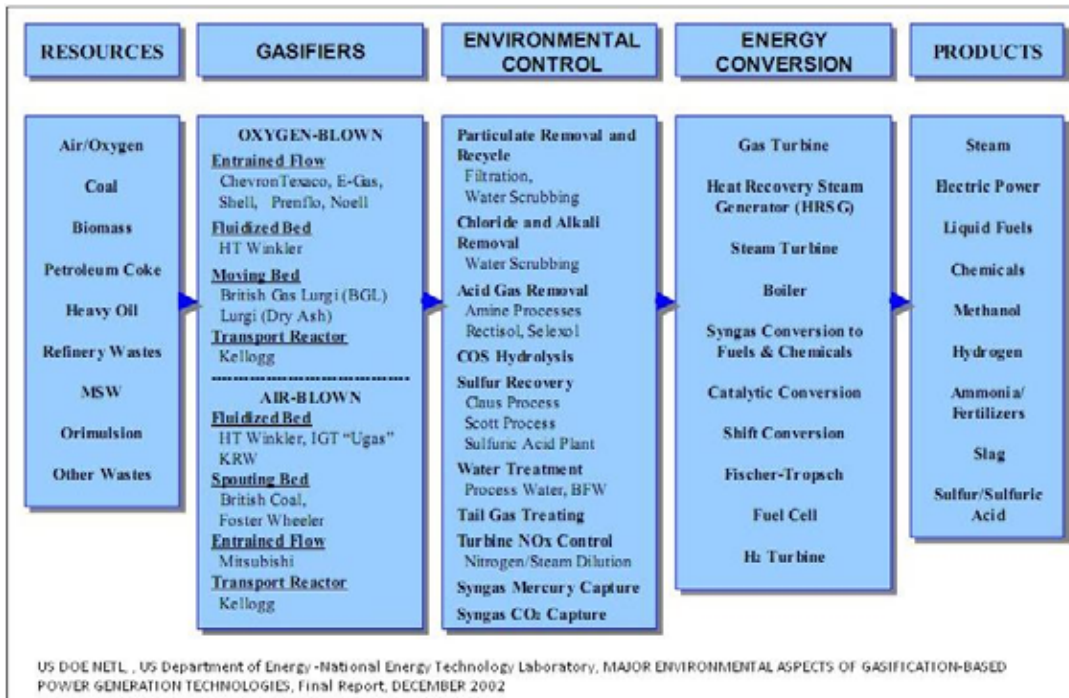 RESOURCES
GASIFIERS
ENVIRONMENTAL
CONTROL
ENERGY
CONVERSION
PRODUCTS
Air/Oxygen
Coal
Biomass
Petroleum Coke
Heavy Oil
Refinery Wastes
MSW
Orimulsion
Other Wastes
OXYGEN-BLOWN
Entrained Flow
ChevronTexaco, E-Gas,
Shell, Prenflo, Noell
Fluidized Bed
HT Winkler
Moving Bed
British Gas Lurgi (BGL)
Lurgi (Dry Ash)
Transport Reactor
Kellogg
AIR-BLOWN
Fluidized Bed
HT Winkler, IGT “Ugas”
KRW
Spouting Bed
British Coal,
Foster Wheeler
Entrained Flow
Mitsubishi
Transport Reactor
Kellogg
Particulate Removal and
Recycle
Filtration,
Water Scrubbing
Chloride and Alkali
Removal
Water Scrubbing
Acid Gas Removal
Amine Processes
Rectisol, Selexol
COS Hydrolysis
Sulfur Recovery
Claus Process
Scott Process
Sulfuric Acid Plant
Water Treatment
Process Water, BFW
Tail Gas Treating
Turbine NOx Control
Nitrogen/Steam Dilution
Syngas Mercury Capture
Syngas CO₂ Capture
Gas Turbine
Heat Recovery Steam
Generator (HRSG)
Steam Turbine
Boiler
Syngas Conversion to
Fuels & Chemicals
Catalytic Conversion
Shift Conversion
Fischer-Tropsch
Fuel Cell
H₂ Turbine
Steam
Electric Power
Liquid Fuels
Chemicals
Methanol
Hydrogen
Ammonia/
Fertilizers
Slag
Sulfur/Sulfuric
Acid
US DOE NETL, , US Department of Energy -National Energy Technology Laboratory, MAJOR ENVIRONMENTAL ASPECTS OF GASIFICATION-BASED
POWER GENERATION TECHNOLOGIES, Final Report, DECEMBER 2002